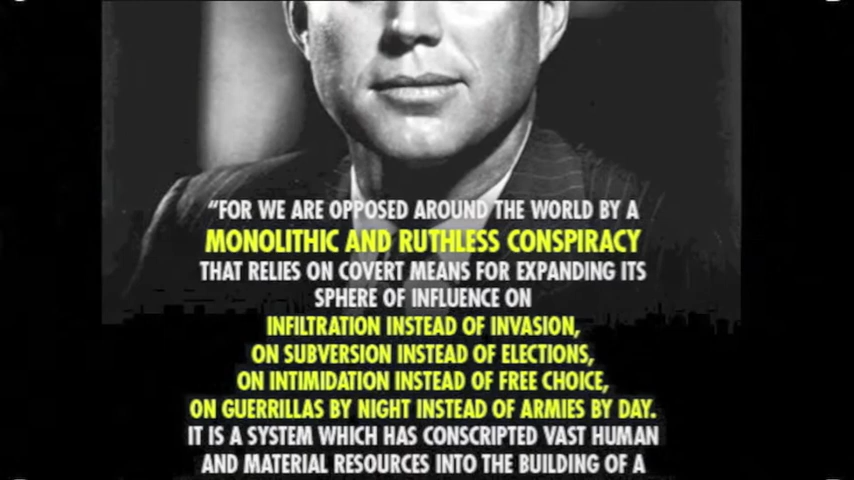 “FOR WE ARE OPPOSED AROUND THE WORLD BY A
MONOLITHIC AND RUTHLESS CONSPIRACY
THAT RELIES ON COVERT MEANS FOR EXPANDING ITS
SPHERE OF INFLUENCE ON
INFILTRATION INSTEAD OF INVASION,
ON SUBVERSION INSTEAD OF ELECTIONS,
ON INTIMIDATION INSTEAD OF FREE CHOICE,
ON GUERRILLAS BY NIGHT INSTEAD OF ARMIES BY DAY.
IT IS A SYSTEM WHICH HAS CONSCRIPTED VAST HUMAN
AND MATERIAL RESOURCES INTO THE BUILDING OF A